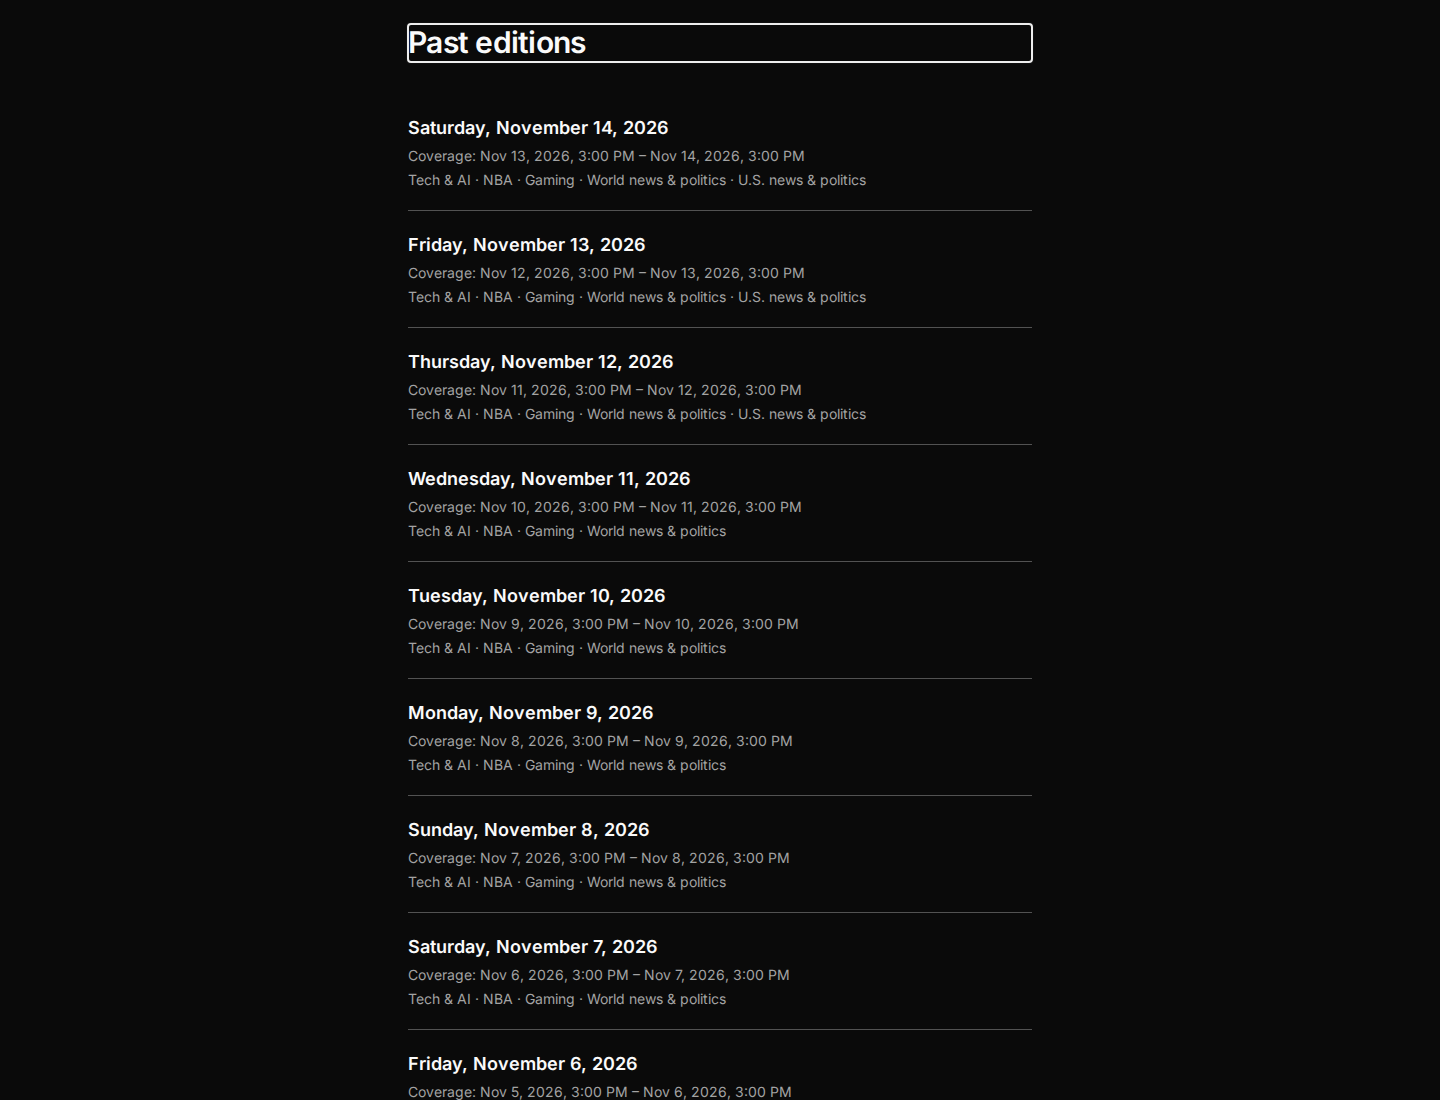 Past editions
Saturday, November 14, 2026
Coverage: Nov 13, 2026, 3:00 PM – Nov 14, 2026, 3:00 PM
Tech & AI · NBA · Gaming · World news & politics · U.S. news & politics
Friday, November 13, 2026
Coverage: Nov 12, 2026, 3:00 PM – Nov 13, 2026, 3:00 PM
Tech & AI · NBA · Gaming · World news & politics · U.S. news & politics
Thursday, November 12, 2026
Coverage: Nov 11, 2026, 3:00 PM – Nov 12, 2026, 3:00 PM
Tech & AI · NBA · Gaming · World news & politics · U.S. news & politics
Wednesday, November 11, 2026
Coverage: Nov 10, 2026, 3:00 PM – Nov 11, 2026, 3:00 PM
Tech & AI · NBA · Gaming · World news & politics
Tuesday, November 10, 2026
Coverage: Nov 9, 2026, 3:00 PM – Nov 10, 2026, 3:00 PM
Tech & AI · NBA · Gaming · World news & politics
Monday, November 9, 2026
Coverage: Nov 8, 2026, 3:00 PM – Nov 9, 2026, 3:00 PM
Tech & AI · NBA · Gaming · World news & politics
Sunday, November 8, 2026
Coverage: Nov 7, 2026, 3:00 PM – Nov 8, 2026, 3:00 PM
Tech & AI · NBA · Gaming · World news & politics
Saturday, November 7, 2026
Coverage: Nov 6, 2026, 3:00 PM – Nov 7, 2026, 3:00 PM
Tech & AI · NBA · Gaming · World news & politics
Friday, November 6, 2026
Coverage: Nov 5, 2026, 3:00 PM – Nov 6, 2026, 3:00 PM